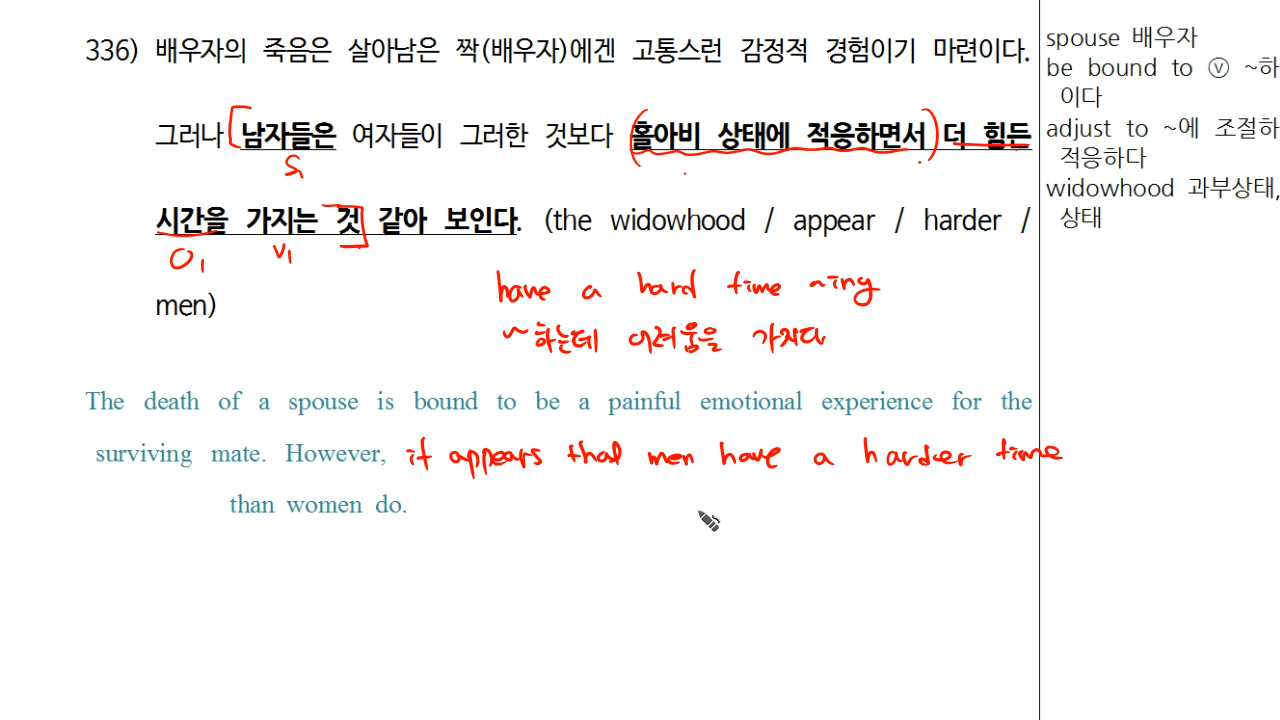 336) 배우자의 죽음은 살아남은 짝(배우자)에겐 고통스런 감정적 경험이기 마련이다.
그러나 남자들은 여자들이 그러한 것보다 홀아비 상태에 적응하면서 더 힘든
S₁
시간을 가지는 것 같아 보인다. (the widowhood / appear / harder /
O₁ V₁
men)
have a hard time ~ing
~하는데 어려움을 가지다
The death of a spouse is bound to be a painful emotional experience for the
surviving mate. However, it appears that men have a harder time
than women do.
spouse 배우자
be bound to ⓥ ~하
이다
adjust to ~에 조절하
적응하다
widowhood 과부상태,
상태